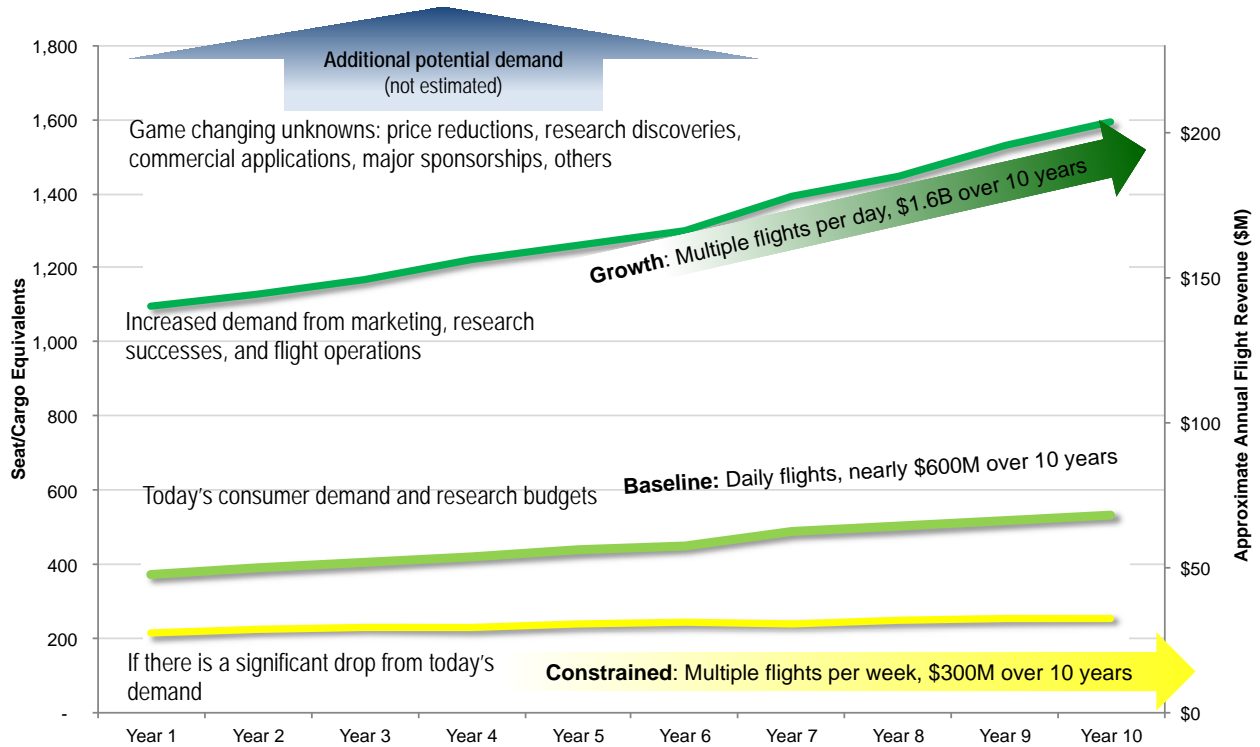 Additional potential demand
(not estimated)
Game changing unknowns: price reductions, research discoveries,
commercial applications, major sponsorships, others
Growth: Multiple flights per day, $1.6B over 10 years
Increased demand from marketing, research
successes, and flight operations
Today's consumer demand and research budgets
Baseline: Daily flights, nearly $600M over 10 years
If there is a significant drop from today's
demand
Constrained: Multiple flights per week, $300M over 10 years
Seat/Cargo Equivalents
1,800
1,600
1,400
1,200
1,000
800
600
400
200
-
Approximate Annual Flight Revenue ($M)
$200
$150
$100
$50
$0
Year 1 Year 2 Year 3 Year 4 Year 5 Year 6 Year 7 Year 8 Year 9 Year 10